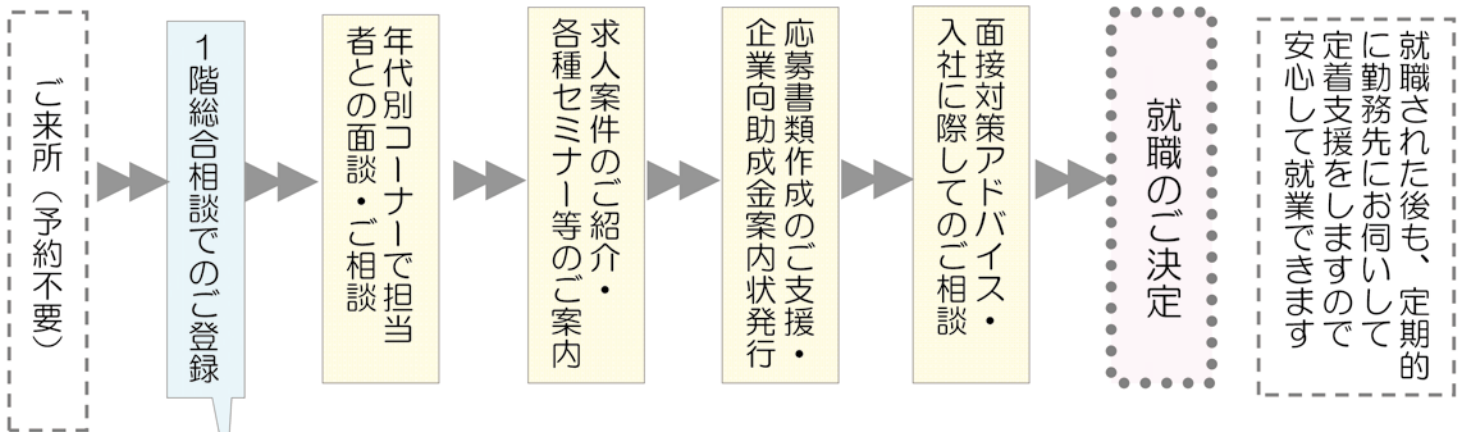 ご来所（予約不要）
1階総合相談でのご登録
年代別コーナーで担当
者との面談・ご相談
求人案件のご紹介・
各種セミナー等のご案内
応募書類作成のご支援・
企業向助成金案内状発行
面接対策アドバイス・
入社に際してのご相談
就職のご決定
就職された後も、定期的
に勤務先にお伺いして
定着支援をしますので
安心して就業できます